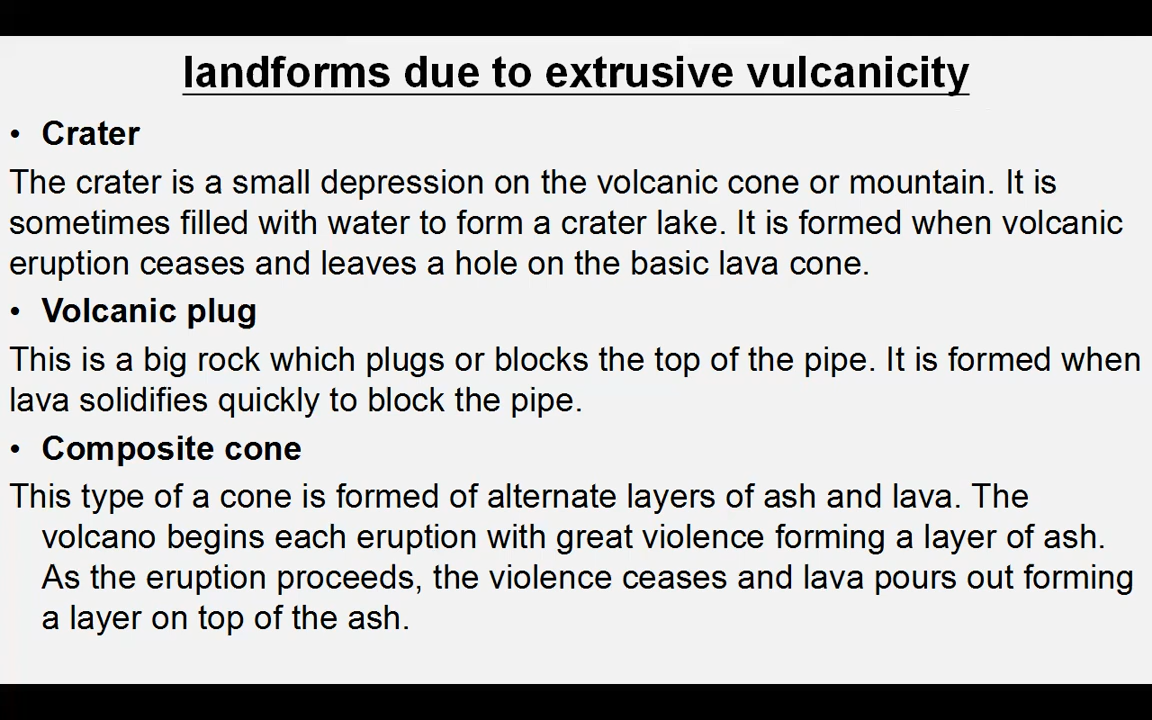 landforms due to extrusive vulcanicity
• Crater
The crater is a small depression on the volcanic cone or mountain. It is
sometimes filled with water to form a crater lake. It is formed when volcanic
eruption ceases and leaves a hole on the basic lava cone.
• Volcanic plug
This is a big rock which plugs or blocks the top of the pipe. It is formed when
lava solidifies quickly to block the pipe.
• Composite cone
This type of a cone is formed of alternate layers of ash and lava. The
volcano begins each eruption with great violence forming a layer of ash.
As the eruption proceeds, the violence ceases and lava pours out forming
a layer on top of the ash.